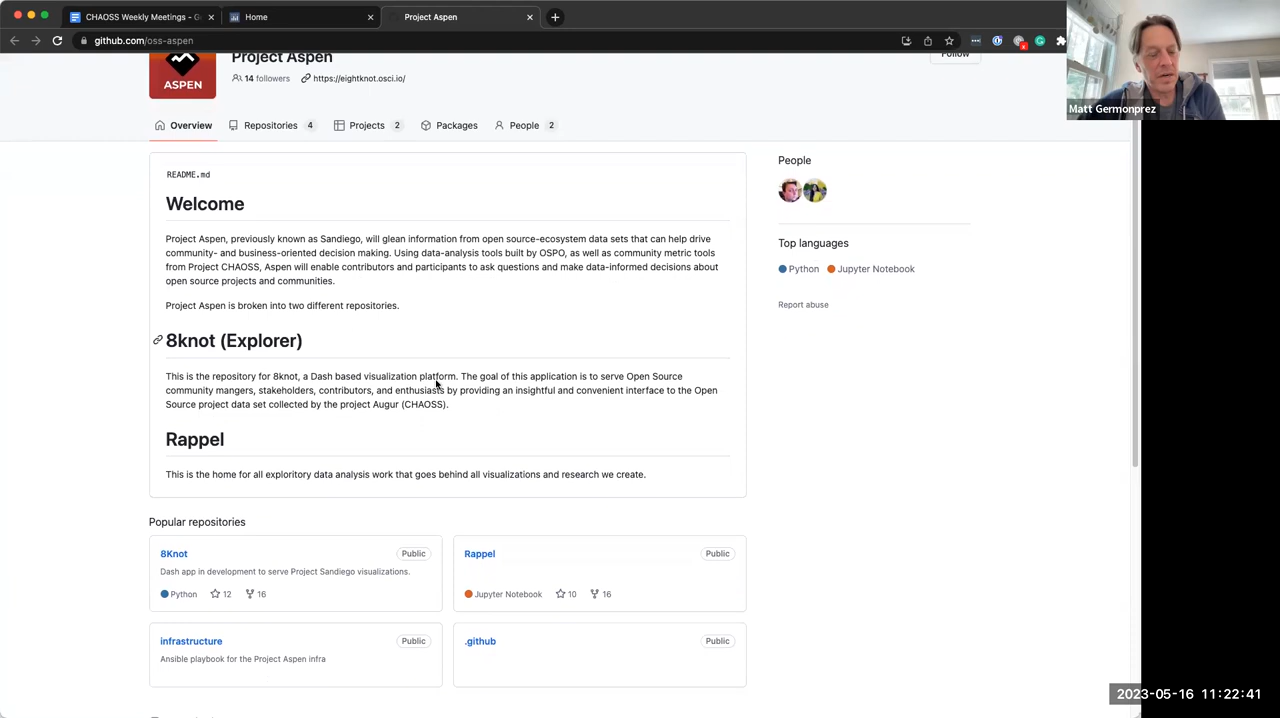 CHAOSS Weekly Meetings - G
Home
Project Aspen
github.com/oss-aspen
Matt Germonprez
ASPEN
Project Aspen
14 followers
https://eightknot.osci.io/
Follow
Overview
Repositories 4
Projects 2
Packages
People 2
README.md
Welcome
Project Aspen, previously known as Sandiego, will glean information from open source-ecosystem data sets that can help drive
community- and business-oriented decision making. Using data-analysis tools built by OSPO, as well as community metric tools
from Project CHAOSS, Aspen will enable contributors and participants to ask questions and make data-informed decisions about
open source projects and communities.
Project Aspen is broken into two different repositories.
8knot (Explorer)
This is the repository for 8knot, a Dash based visualization platform. The goal of this application is to serve Open Source
community mangers, stakeholders, contributors, and enthusiasts by providing an insightful and convenient interface to the Open
Source project data set collected by the project Augur (CHAOSS).
Rappel
This is the home for all exploritory data analysis work that goes behind all visualizations and research we create.
People
Top languages
Python Jupyter Notebook
Report abuse
Popular repositories
8Knot Public
Dash app in development to serve Project Sandiego visualizations.
Python 12 16
Rappel Public
Jupyter Notebook 10 16
infrastructure Public
Ansible playbook for the Project Aspen infra
.github Public
2023-05-16 11:22:41